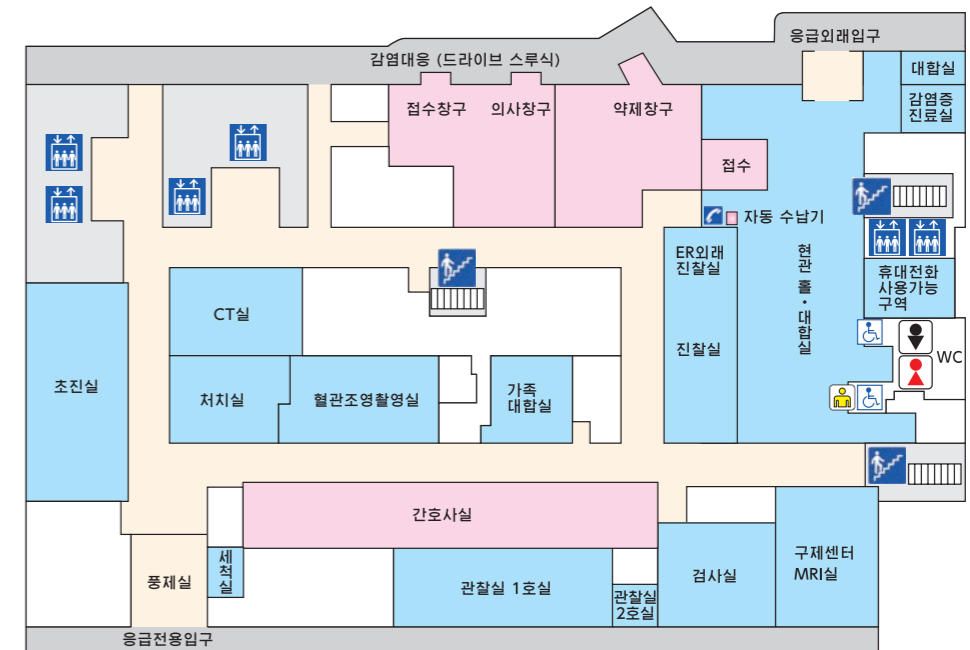 응급외래입구
감염대응 (드라이브 스루식)
대합실
감염증
진료실
접수창구
의사창구
약제창구
접수
자동 수납기
ER외래
진찰실
현관 홀・대합실
휴대전화
사용가능
구역
CT실
진찰실
WC
초진실
처치실
혈관조영촬영실
가족
대합실
간호사실
세척실
풍제실
관찰실 1호실
관찰실
2호실
검사실
구제센터
MRI실
응급전용입구